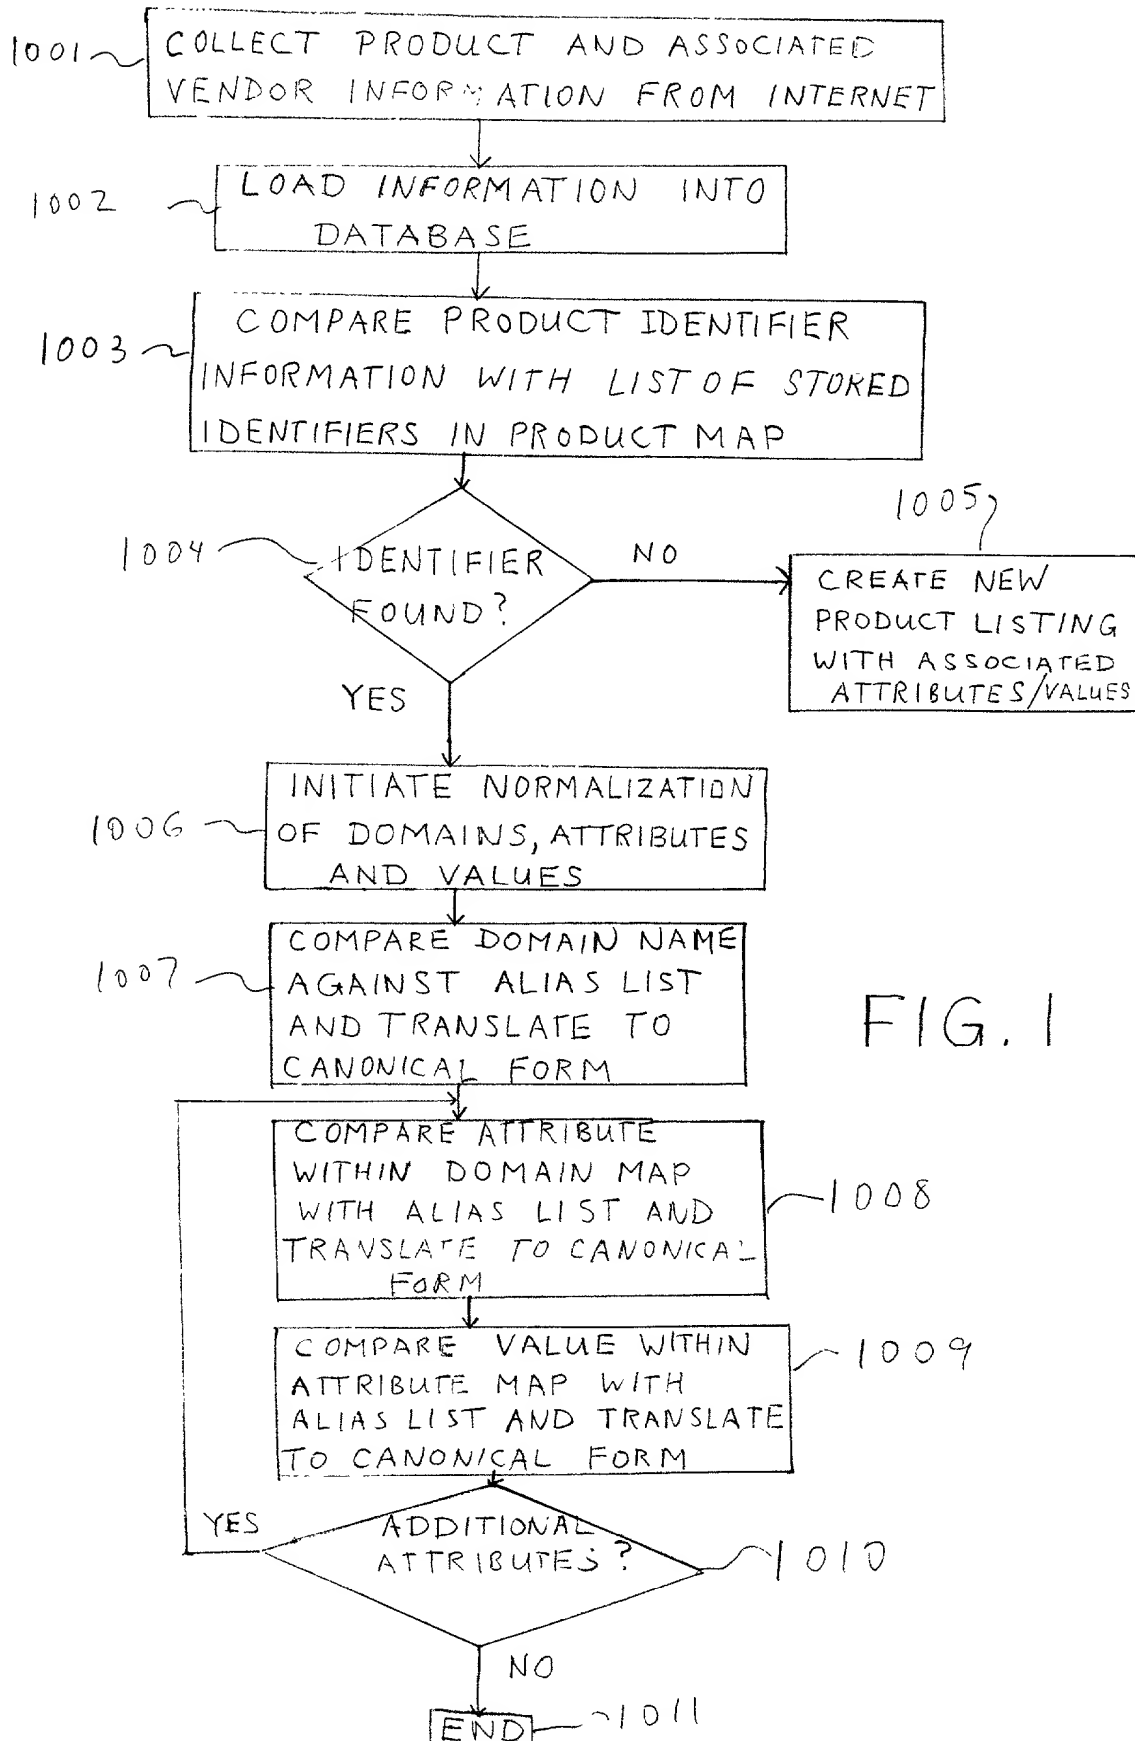 1001
COLLECT PRODUCT AND ASSOCIATED
VENDOR INFORMATION FROM INTERNET
1002
LOAD INFORMATION INTO
DATABASE
1003
COMPARE PRODUCT IDENTIFIER
INFORMATION WITH LIST OF STORED
IDENTIFIERS IN PRODUCT MAP
1004
IDENTIFIER
FOUND?
NO
YES
1005
CREATE NEW
PRODUCT LISTING
WITH ASSOCIATED
ATTRIBUTES/VALUES
1006
INITIATE NORMALIZATION
OF DOMAINS, ATTRIBUTES
AND VALUES
1007
COMPARE DOMAIN NAME
AGAINST ALIAS LIST
AND TRANSLATE TO
CANONICAL FORM
FIG. 1
COMPARE ATTRIBUTE
WITHIN DOMAIN MAP
WITH ALIAS LIST AND
TRANSLATE TO CANONICAL
FORM
1008
COMPARE VALUE WITHIN
ATTRIBUTE MAP WITH
ALIAS LIST AND TRANSLATE
TO CANONICAL FORM
1009
YES
ADDITIONAL
ATTRIBUTES?
1010
NO
END
1011